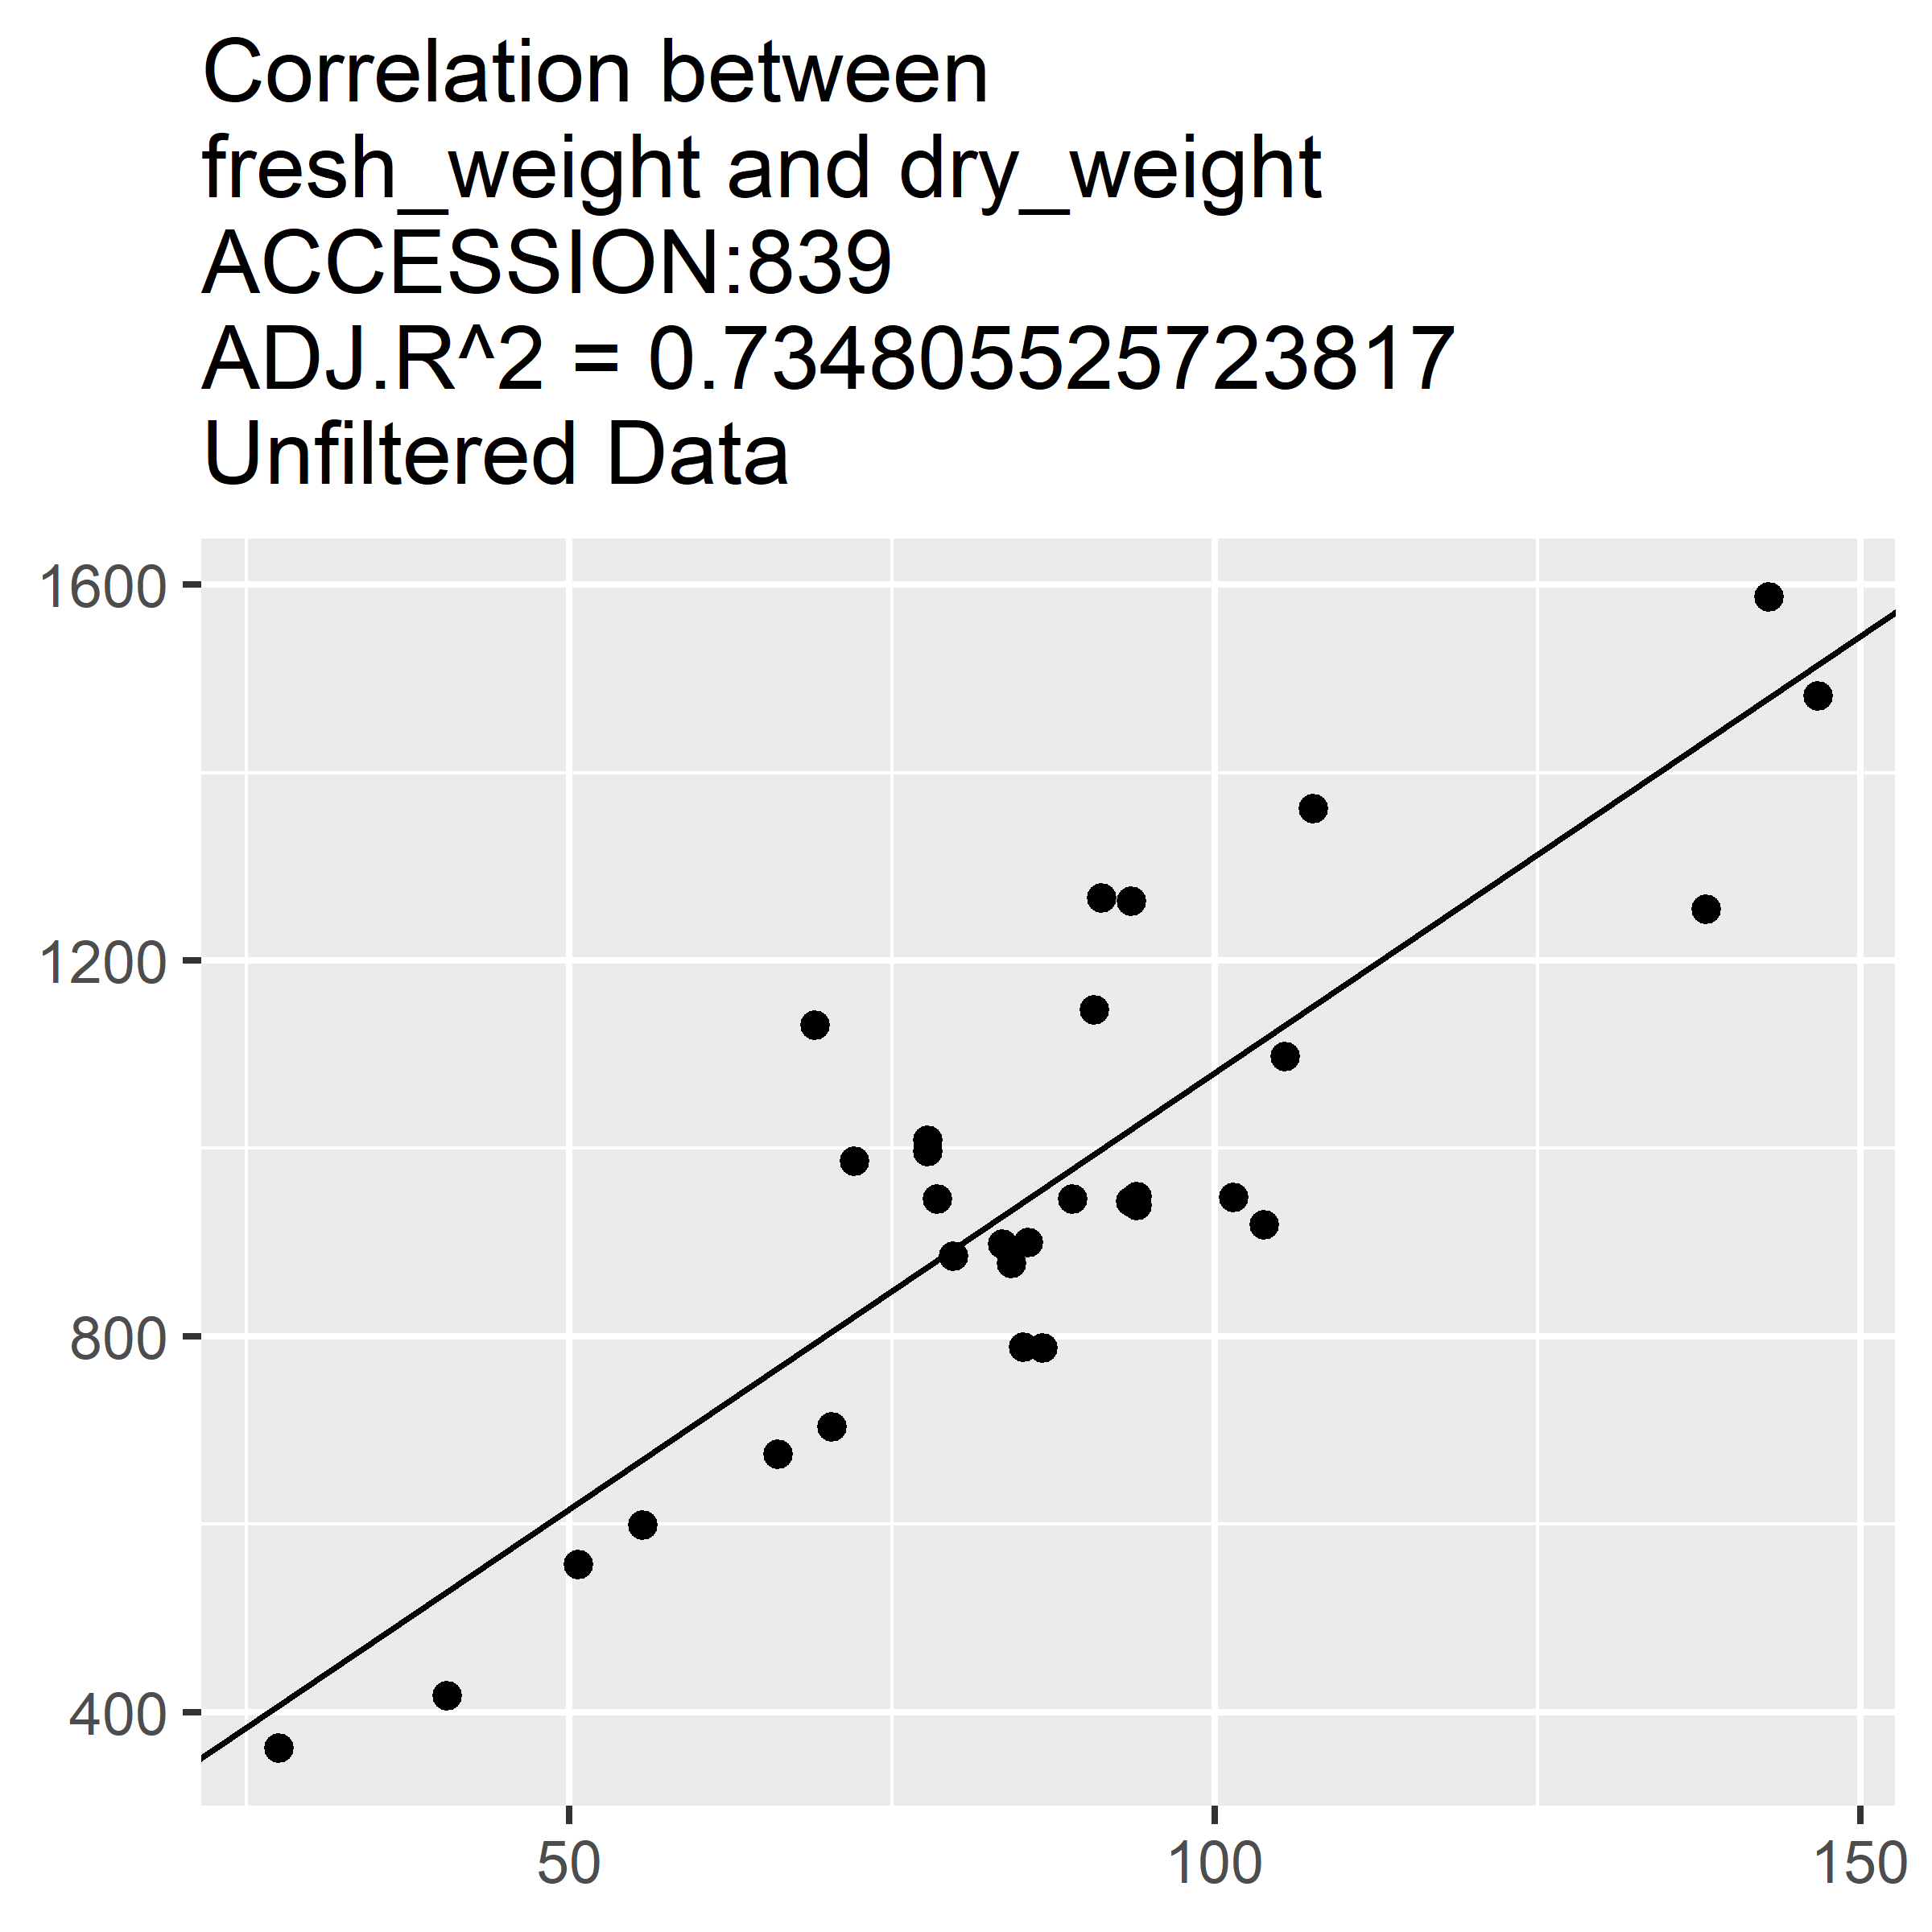 Correlation between
fresh_weight and dry_weight
ACCESSION:839
ADJ.R^2 = 0.734805525723817
Unfiltered Data
1600
1200
800
400
50
100
150